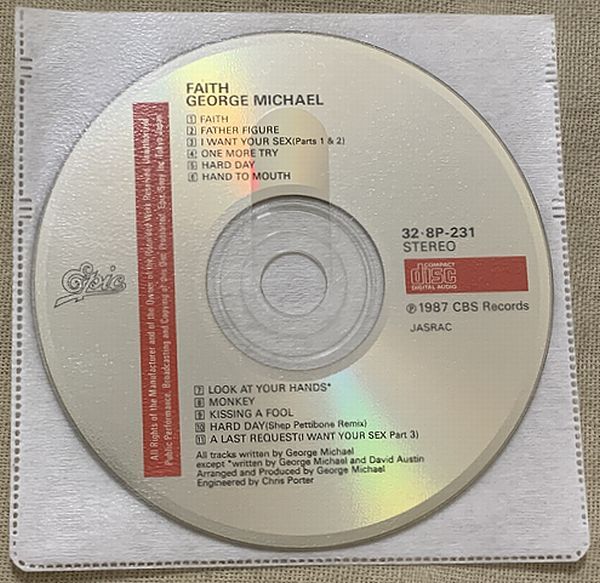 FAITH
GEORGE MICHAEL
1 FAITH
2 FATHER FIGURE
3 I WANT YOUR SEX(Parts 1 & 2)
4 ONE MORE TRY
5 HARD DAY
6 HAND TO MOUTH
32·8P-231
STEREO
COMPACT
disc
DIGITAL AUDIO
℗ 1987 CBS Records
JASRAC
Epic
All Rights of the Manufacturer and of the Owner of the Recorded Work Reserved. Unauthorized
Public Performance, Broadcasting and Copying of this Disc Prohibited. Epic/Sony Inc. Tokyo Japan
7 LOOK AT YOUR HANDS*
8 MONKEY
9 KISSING A FOOL
10 HARD DAY(Shep Pettibone Remix)
11 A LAST REQUEST(I WANT YOUR SEX Part 3)
All tracks written by George Michael
except *written by George Michael and David Austin
Arranged and Produced by George Michael
Engineered by Chris Porter